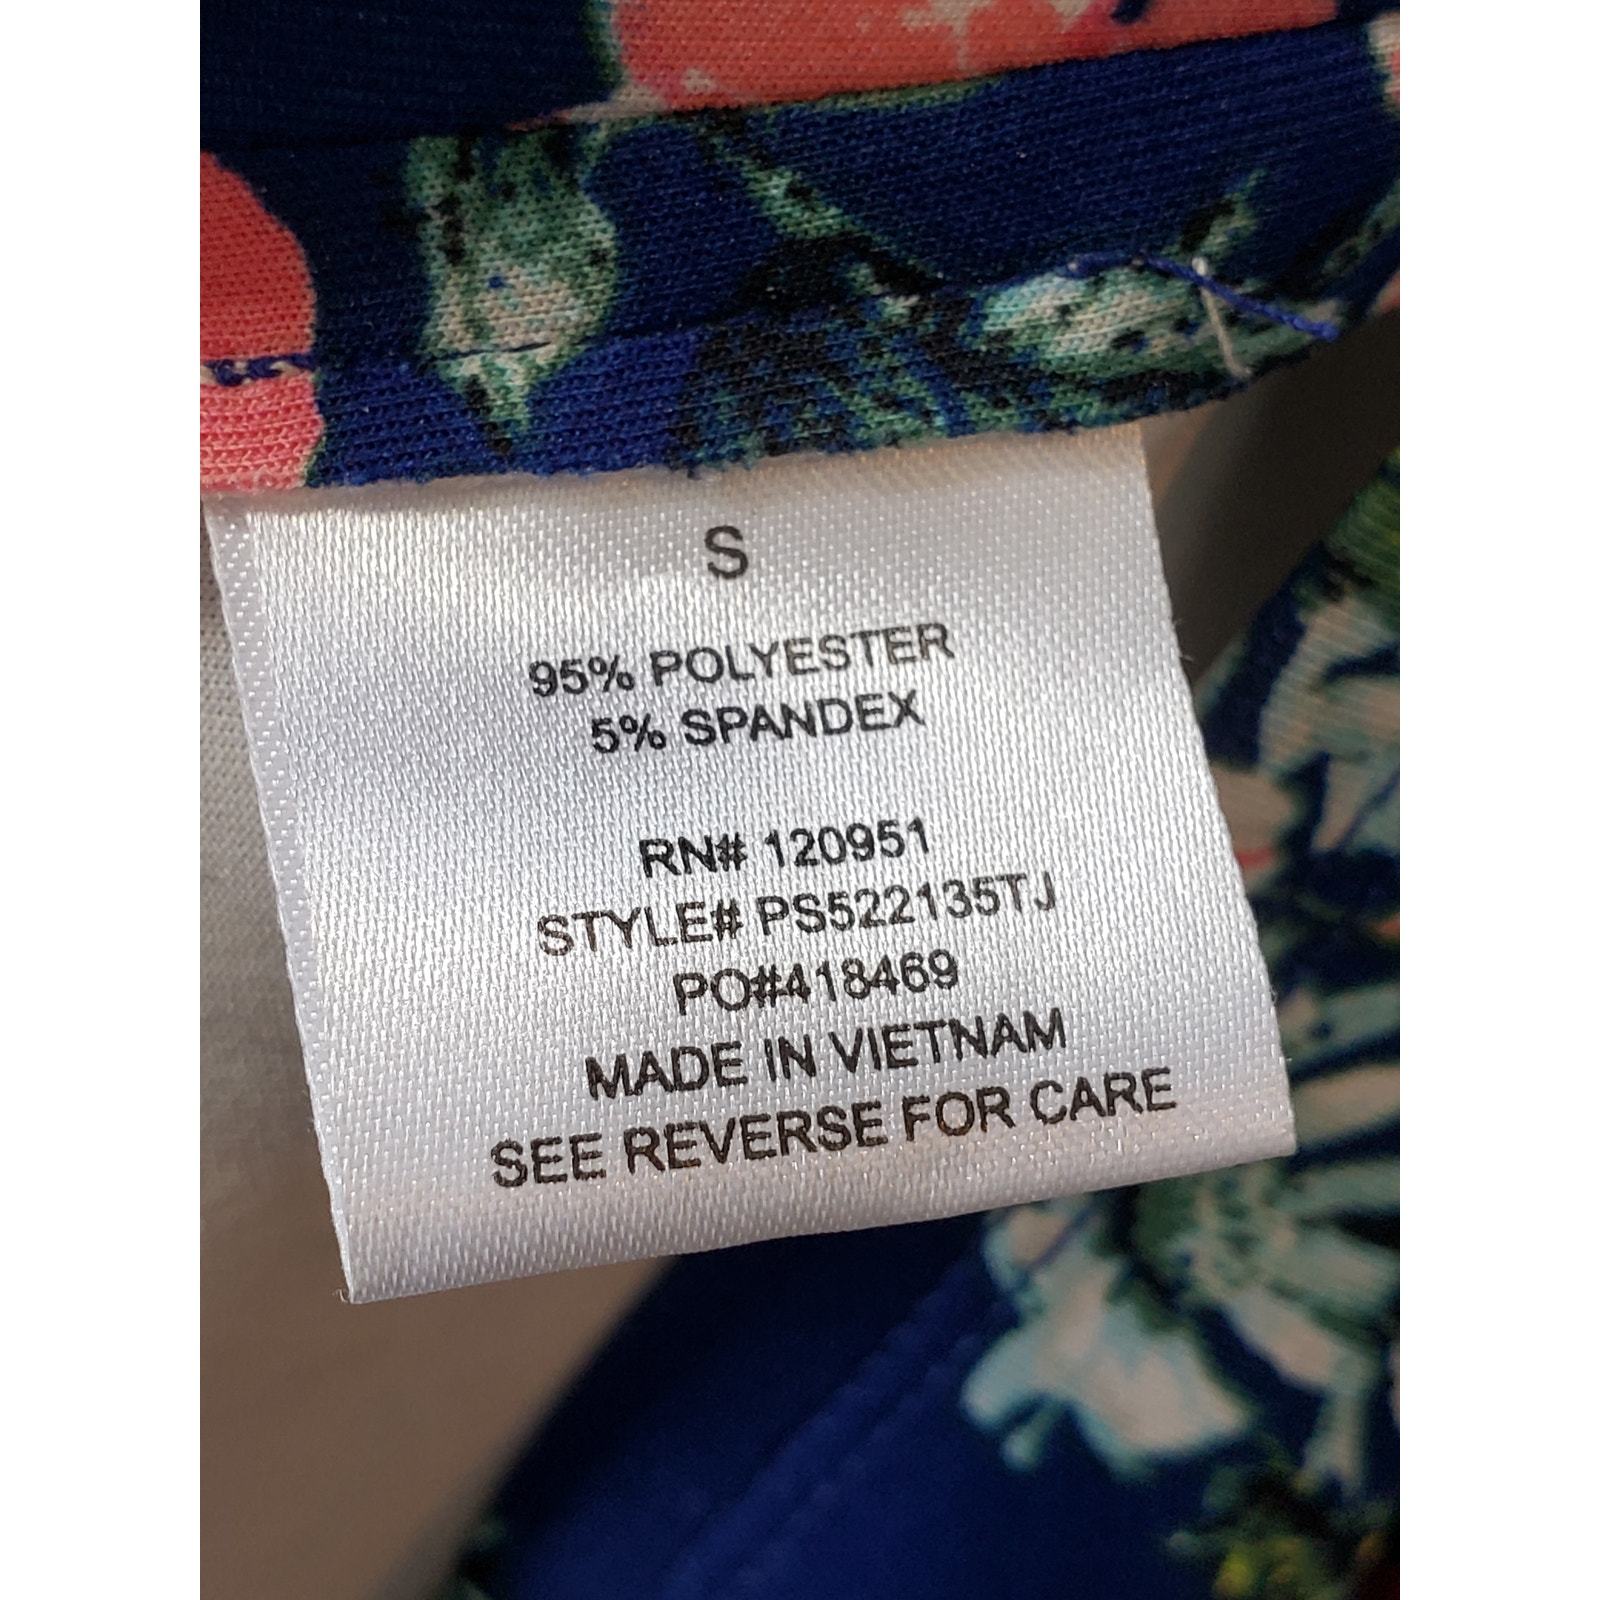 S
95% POLYESTER
5% SPANDEX
RN# 120951
STYLE# PS522135TJ
PO#418469
MADE IN VIETNAM
SEE REVERSE FOR CARE